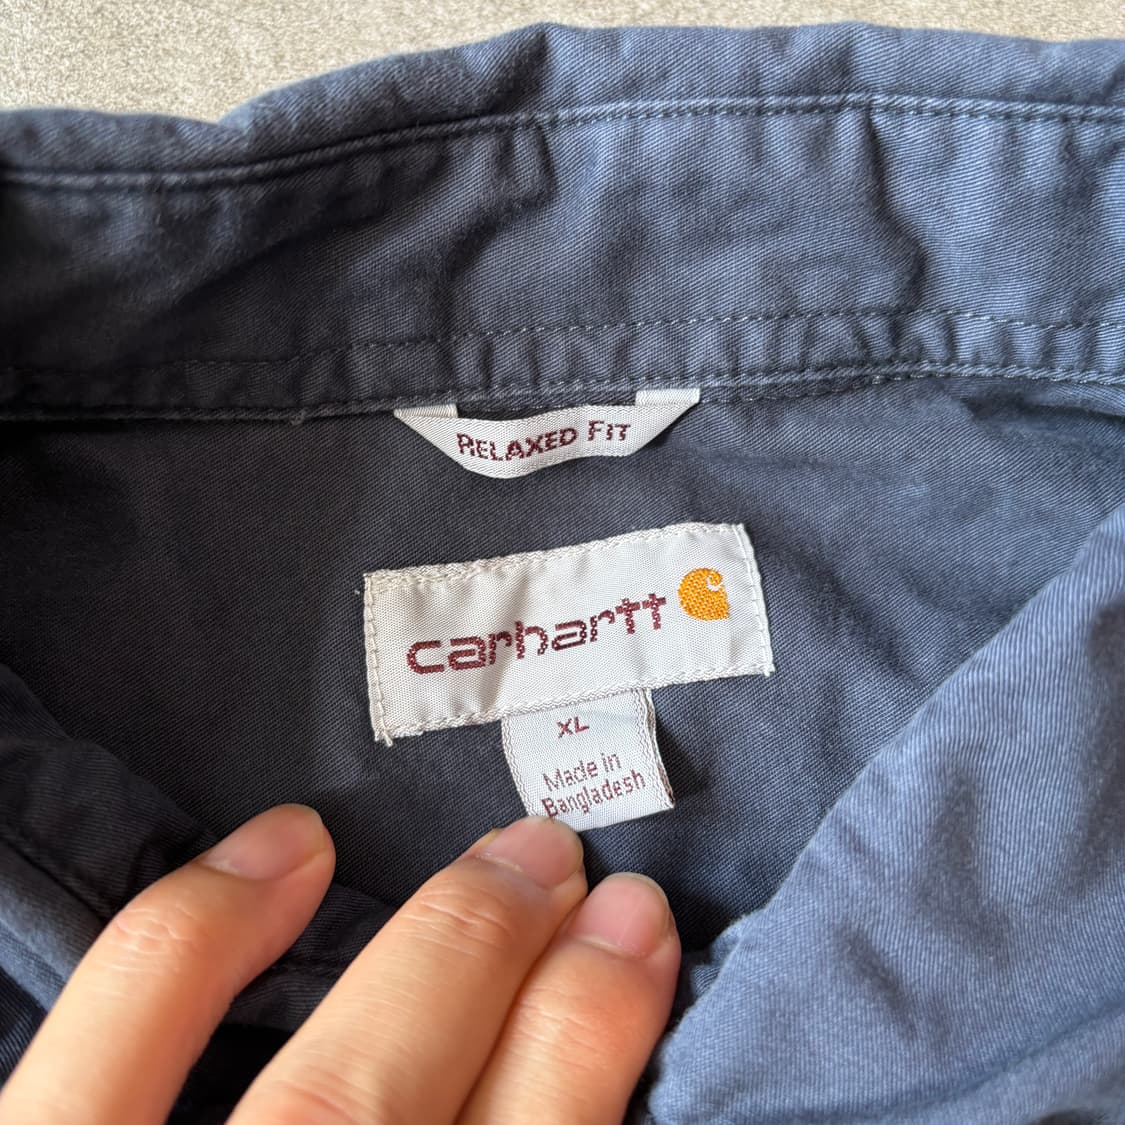 RELAXED FIT
carhartt
XL
Made in
Bangladesh